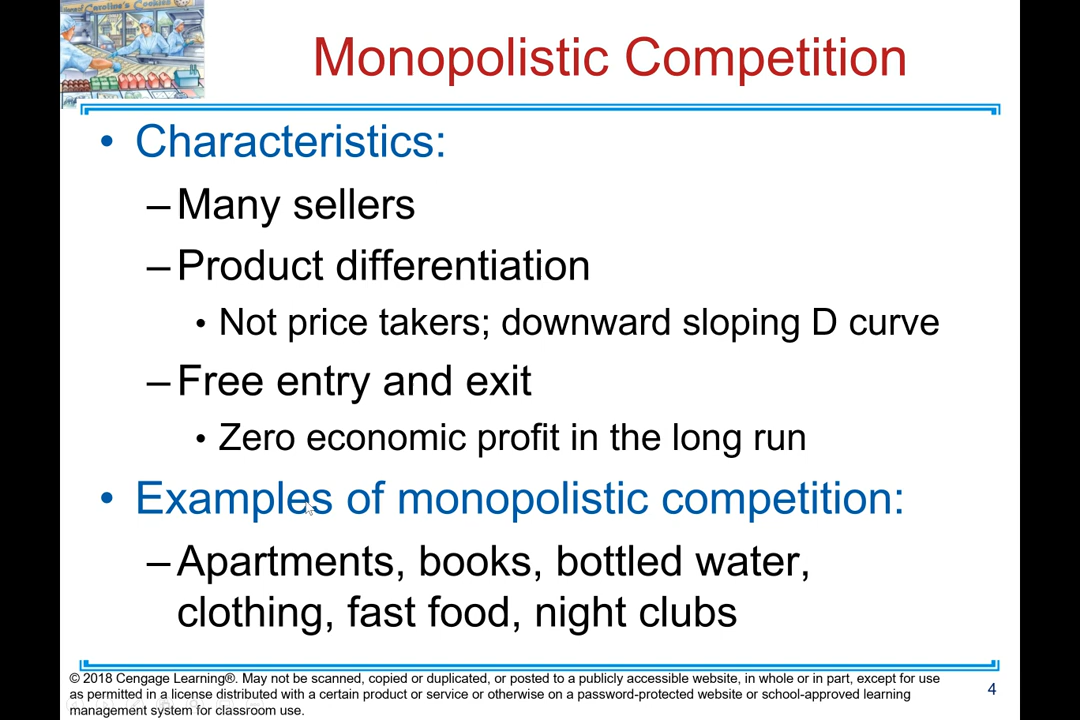 Carolina's Cookies
Monopolistic Competition
• Characteristics:
– Many sellers
– Product differentiation
• Not price takers; downward sloping D curve
– Free entry and exit
• Zero economic profit in the long run
• Examples of monopolistic competition:
– Apartments, books, bottled water,
clothing, fast food, night clubs
© 2018 Cengage Learning®. May not be scanned, copied or duplicated, or posted to a publicly accessible website, in whole or in part, except for use
as permitted in a license distributed with a certain product or service or otherwise on a password-protected website or school-approved learning
management system for classroom use.
4